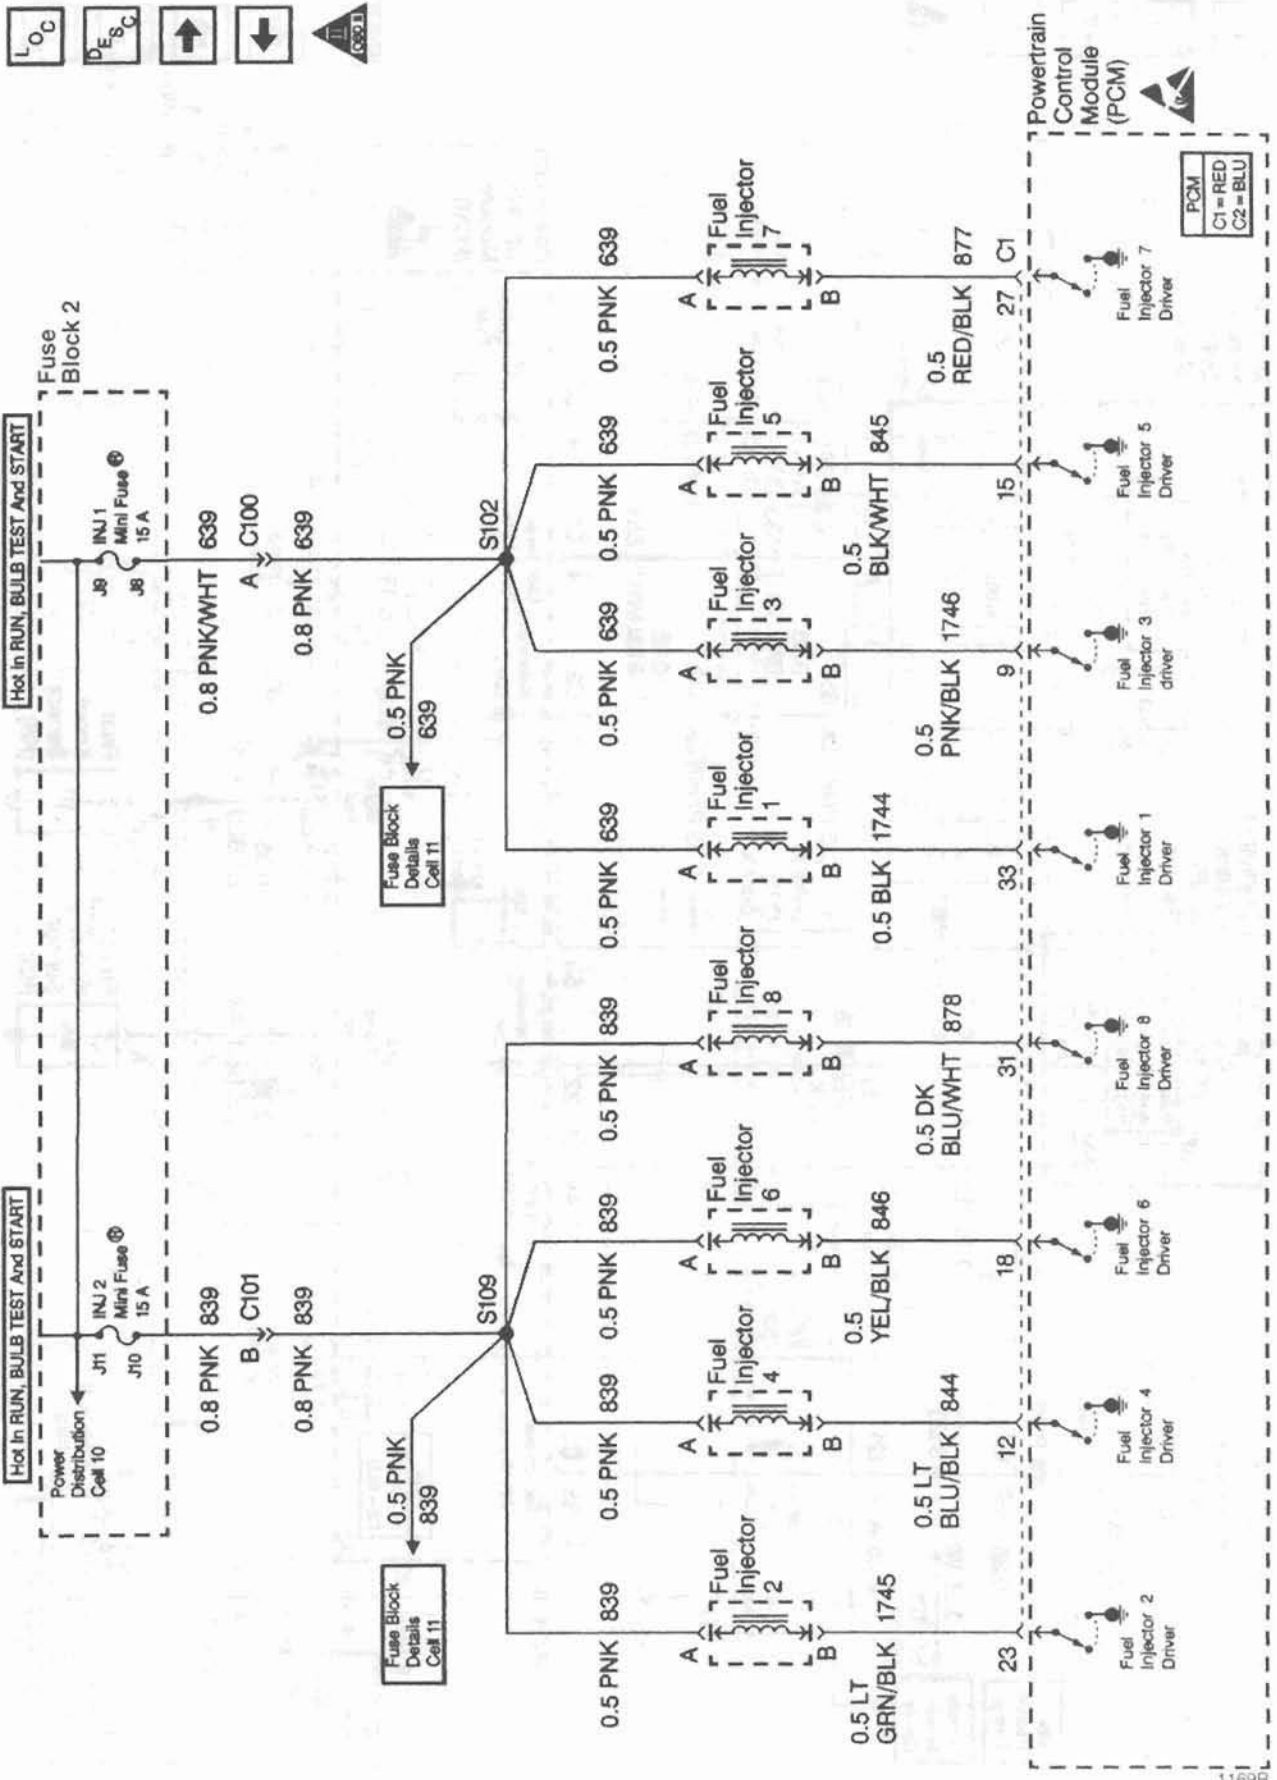 LOC
DESC
II
OBD II
Hot In RUN, BULB TEST And START
Hot In RUN, BULB TEST And START
Fuse
Block 2
Power
Distribution
Cell 10
J11
INJ 2
Mini Fuse®
15 A
J10
J9
INJ 1
Mini Fuse®
15 A
J8
0.8 PNK 839
B C101
0.8 PNK 839
0.8 PNK/WHT 639
A C100
0.8 PNK 639
Fuse Block
Details
Cell 11
0.5 PNK
839
S109
Fuse Block
Details
Cell 11
0.5 PNK
639
S102
0.5 PNK 839
0.5 PNK 839
0.5 PNK 839
0.5 PNK 839
0.5 PNK 639
0.5 PNK 639
0.5 PNK 639
0.5 PNK 639
A
Fuel
Injector
2
B
A
Fuel
Injector
4
B
A
Fuel
Injector
6
B
A
Fuel
Injector
8
B
A
Fuel
Injector
1
B
A
Fuel
Injector
3
B
A
Fuel
Injector
5
B
A
Fuel
Injector
7
B
0.5 LT
GRN/BLK 1745
0.5 LT
BLU/BLK 844
0.5
YEL/BLK 846
0.5 DK
BLU/WHT 878
0.5 BLK 1744
0.5
PNK/BLK 1746
0.5
BLK/WHT 845
0.5
RED/BLK 877
23
12
18
31
33
9
15
27 C1
Powertrain
Control
Module
(PCM)
Fuel
Injector 2
Driver
Fuel
Injector 4
Driver
Fuel
Injector 6
Driver
Fuel
Injector 8
Driver
Fuel
Injector 1
Driver
Fuel
Injector 3
driver
Fuel
Injector 5
Driver
Fuel
Injector 7
Driver
PCM
C1 = RED
C2 = BLU